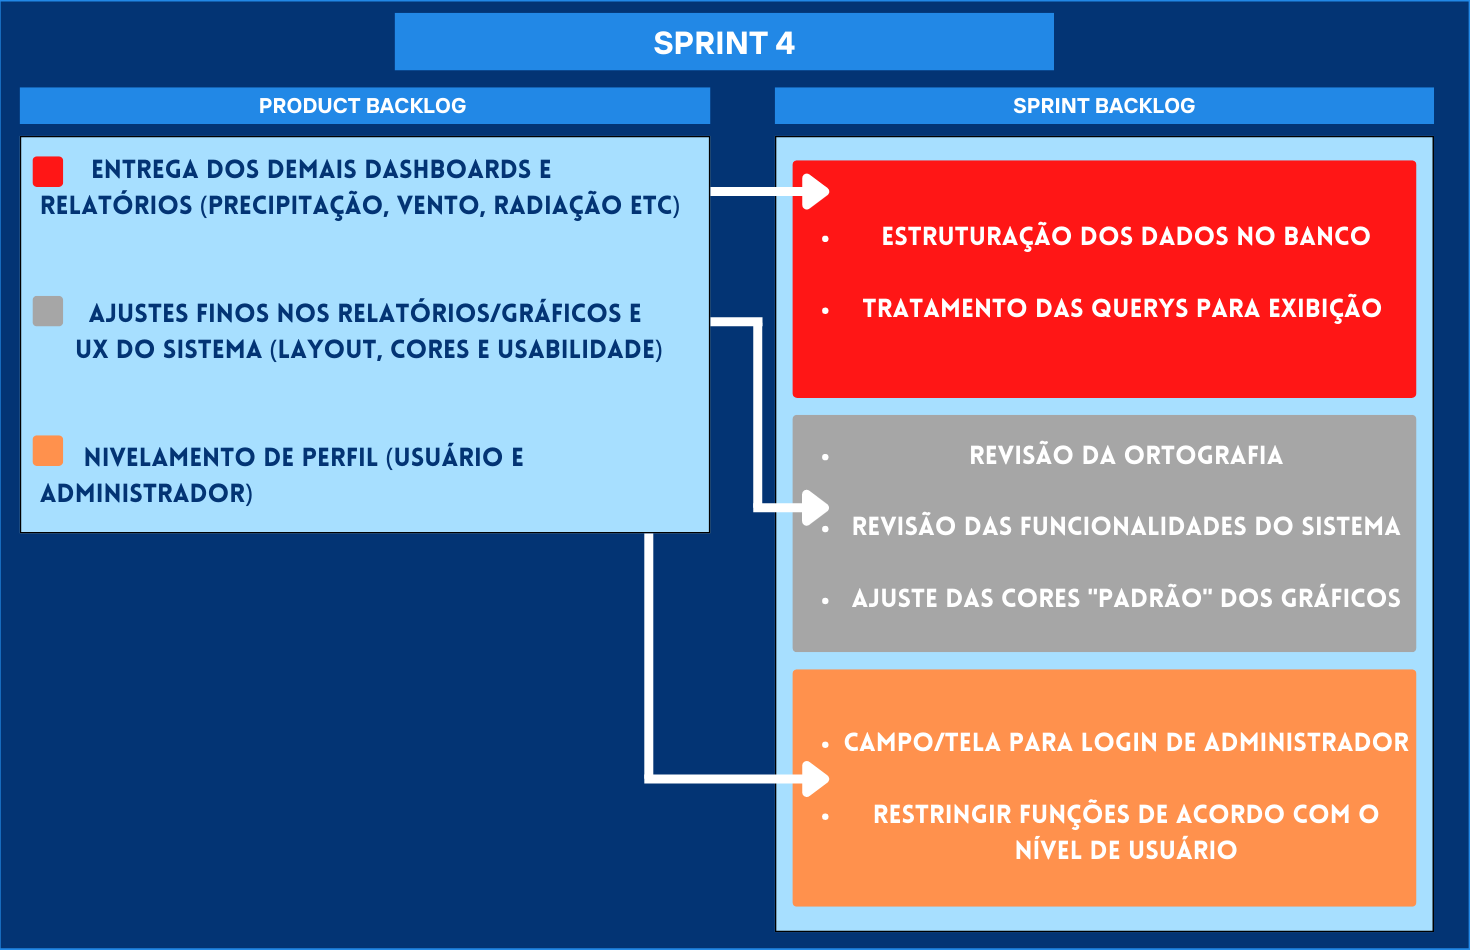 SPRINT 4
PRODUCT BACKLOG
ENTREGA DOS DEMAIS DASHBOARDS E
RELATÓRIOS (PRECIPITAÇÃO, VENTO, RADIAÇÃO ETC)
AJUSTES FINOS NOS RELATÓRIOS/GRÁFICOS E
UX DO SISTEMA (LAYOUT, CORES E USABILIDADE)
NIVELAMENTO DE PERFIL (USUÁRIO E
ADMINISTRADOR)
SPRINT BACKLOG
• ESTRUTURAÇÃO DOS DADOS NO BANCO
• TRATAMENTO DAS QUERYS PARA EXIBIÇÃO
• REVISÃO DA ORTOGRAFIA
• REVISÃO DAS FUNCIONALIDADES DO SISTEMA
• AJUSTE DAS CORES "PADRÃO" DOS GRÁFICOS
• CAMPO/TELA PARA LOGIN DE ADMINISTRADOR
• RESTRINGIR FUNÇÕES DE ACORDO COM O
NÍVEL DE USUÁRIO